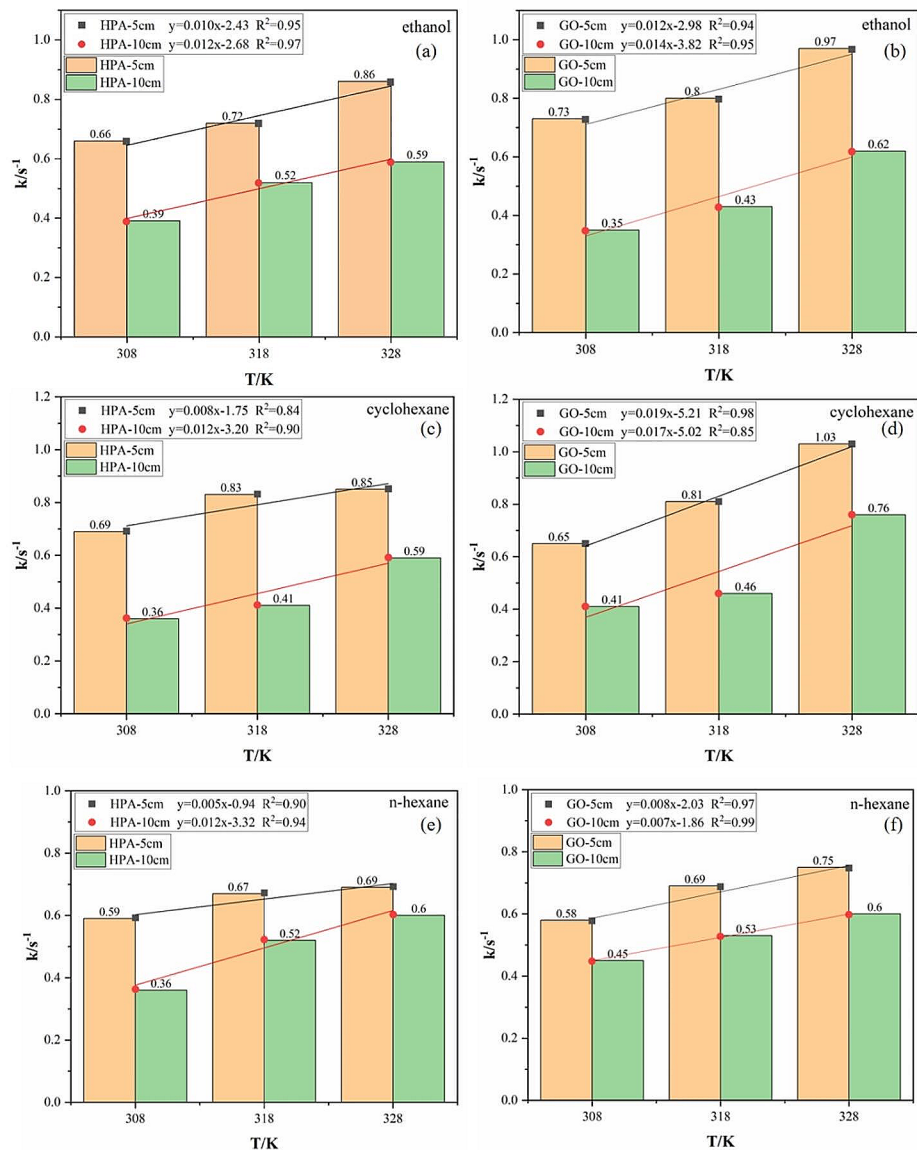 HPA-5cm y=0.010x-2.43 R²=0.95
HPA-10cm y=0.012x-2.68 R²=0.97
HPA-5cm
HPA-10cm
ethanol
(a)
1.0
0.8
0.6
0.4
0.2
0.0
k/s⁻¹
0.66
0.39
0.72
0.52
0.86
0.59
308 318 328
T/K
GO-5cm y=0.012x-2.98 R²=0.94
GO-10cm y=0.014x-3.82 R²=0.95
GO-5cm
GO-10cm
ethanol
(b)
1.0
0.8
0.6
0.4
0.2
0.0
k/s⁻¹
0.73
0.35
0.8
0.43
0.97
0.62
308 318 328
T/K
HPA-5cm y=0.008x-1.75 R²=0.84
HPA-10cm y=0.012x-3.20 R²=0.90
HPA-5cm
HPA-10cm
cyclohexane
(c)
1.2
1.0
0.8
0.6
0.4
0.2
0.0
k/s⁻¹
0.69
0.36
0.83
0.41
0.85
0.59
308 318 328
T/K
GO-5cm y=0.019x-5.21 R²=0.98
GO-10cm y=0.017x-5.02 R²=0.85
GO-5cm
GO-10cm
cyclohexane
(d)
1.2
1.0
0.8
0.6
0.4
0.2
0.0
k/s⁻¹
0.65
0.41
0.81
0.46
1.03
0.76
308 318 328
T/K
HPA-5cm y=0.005x-0.94 R²=0.90
HPA-10cm y=0.012x-3.32 R²=0.94
HPA-5cm
HPA-10cm
n-hexane
(e)
1.0
0.8
0.6
0.4
0.2
0.0
k/s⁻¹
0.59
0.36
0.67
0.52
0.69
0.6
308 318 328
T/K
GO-5cm y=0.008x-2.03 R²=0.97
GO-10cm y=0.007x-1.86 R²=0.99
GO-5cm
GO-10cm
n-hexane
(f)
1.0
0.8
0.6
0.4
0.2
0.0
k/s⁻¹
0.58
0.45
0.69
0.53
0.75
0.6
308 318 328
T/K